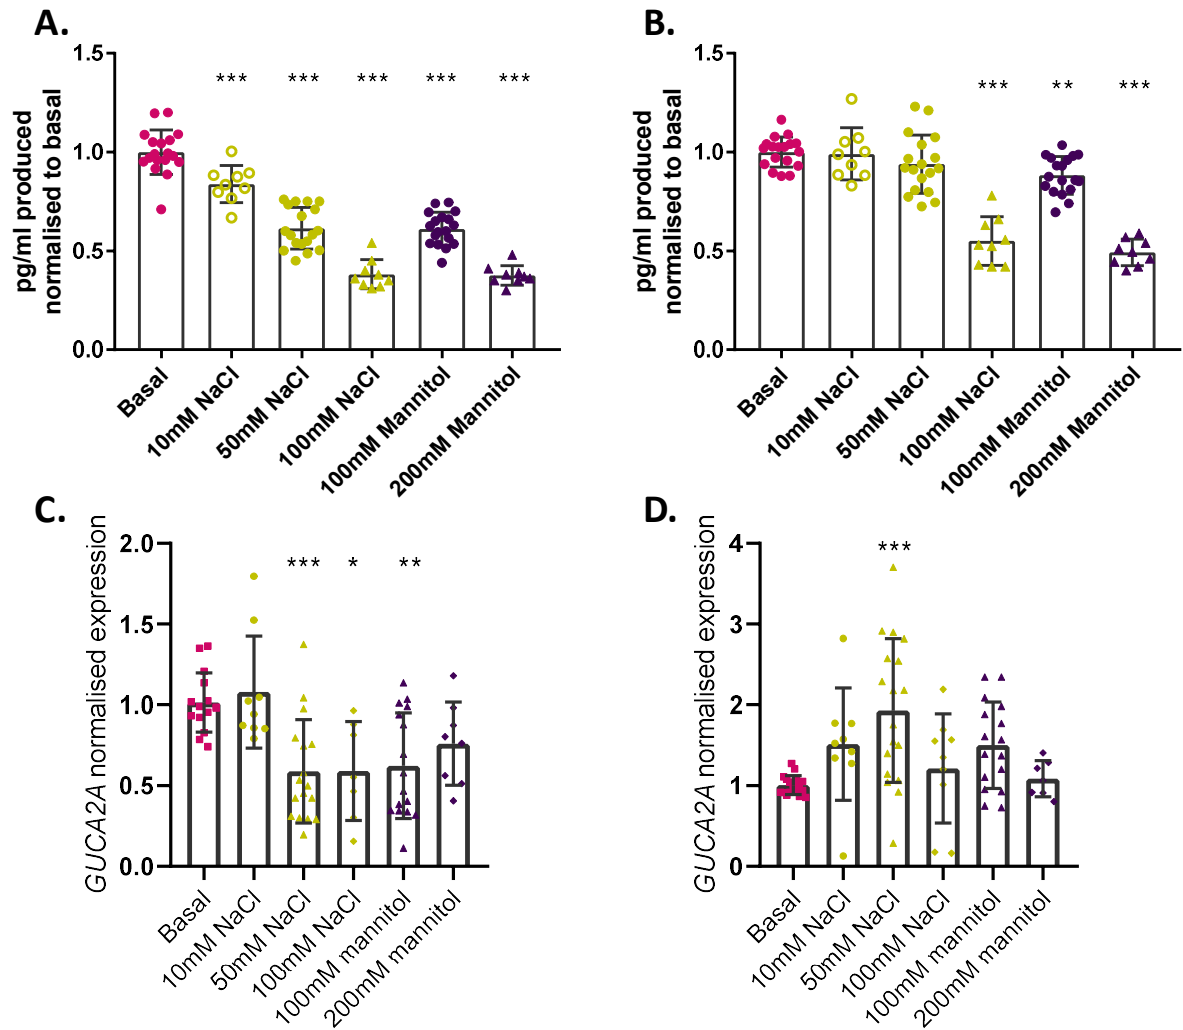 A.
pg/ml produced
normalised to basal
1.5
1.0
0.5
0.0
***
***
***
***
***
Basal
10mM NaCl
50mM NaCl
100mM NaCl
100mM Mannitol
200mM Mannitol
B.
pg/ml produced
normalised to basal
1.5
1.0
0.5
0.0
***
**
***
Basal
10mM NaCl
50mM NaCl
100mM NaCl
100mM Mannitol
200mM Mannitol
C.
GUCA2A normalised expression
2.0
1.5
1.0
0.5
0.0
***
*
**
Basal
10mM NaCl
50mM NaCl
100mM NaCl
100mM mannitol
200mM mannitol
D.
GUCA2A normalised expression
4
3
2
1
0
***
Basal
10mM NaCl
50mM NaCl
100mM NaCl
100mM mannitol
200mM mannitol